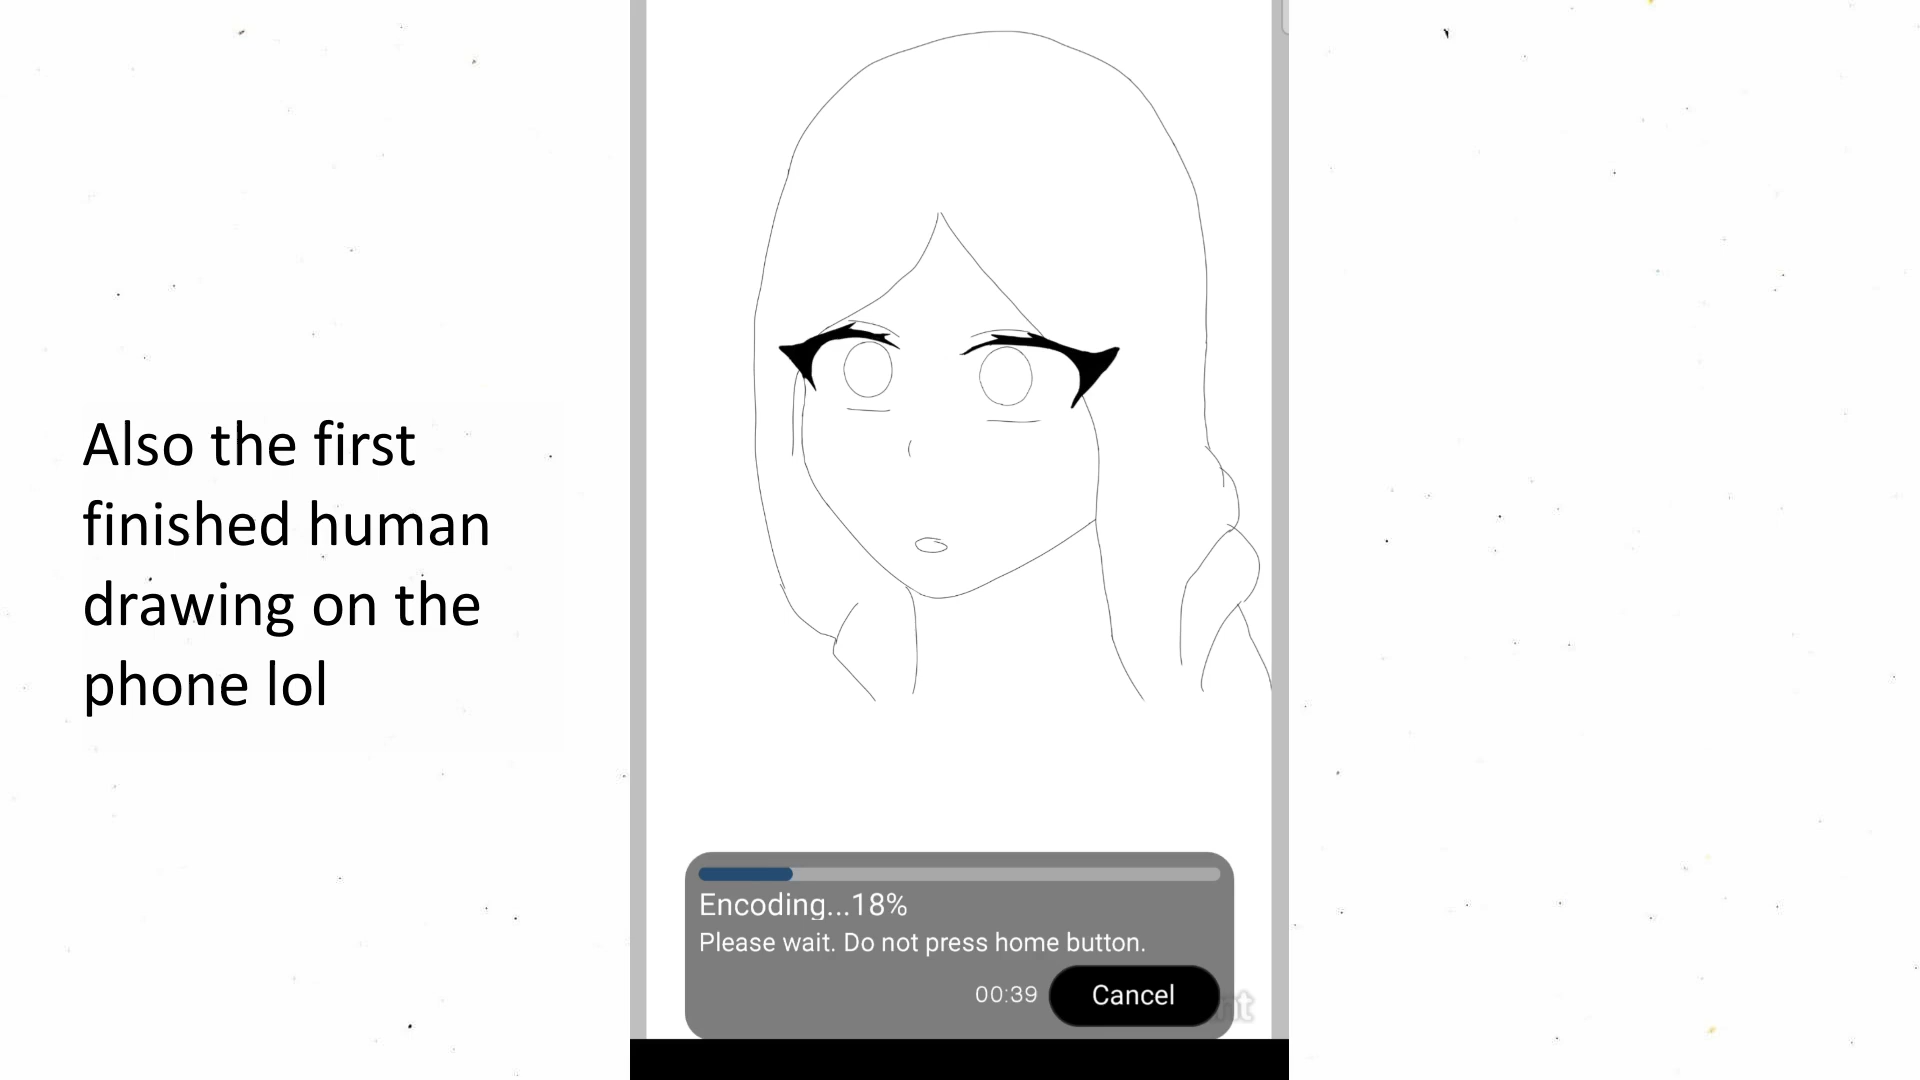 Also the first
finished human
drawing on the
phone lol
Encoding...18%
Please wait. Do not press home button.
00:39
Cancel